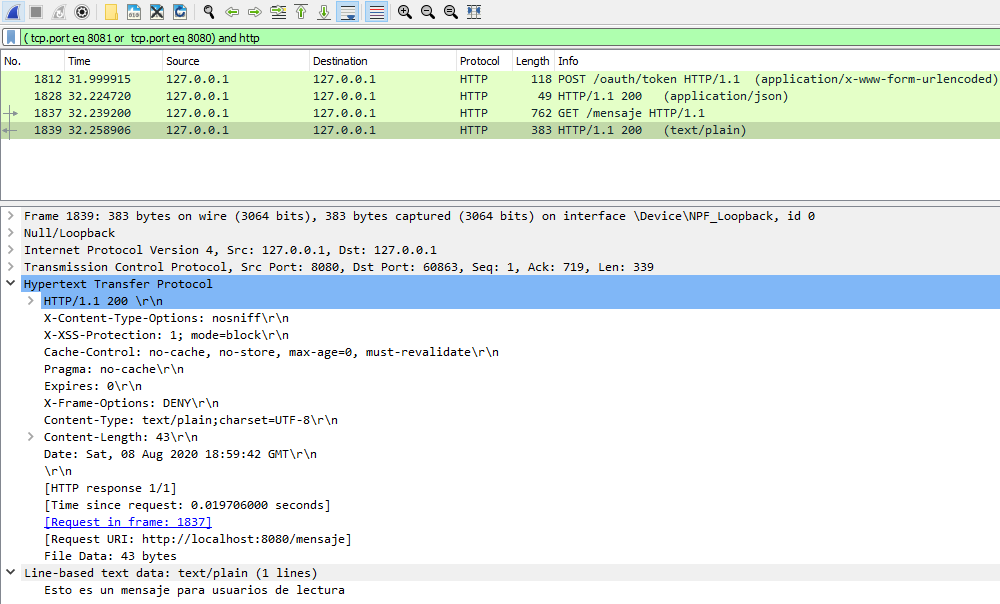 ( tcp.port eq 8081 or  tcp.port eq 8080) and http
No. Time Source Destination Protocol Length Info
1812 31.999915 127.0.0.1 127.0.0.1 HTTP 118 POST /oauth/token HTTP/1.1  (application/x-www-form-urlencoded)
1828 32.224720 127.0.0.1 127.0.0.1 HTTP 49 HTTP/1.1 200   (application/json)
1837 32.239200 127.0.0.1 127.0.0.1 HTTP 762 GET /mensaje HTTP/1.1
1839 32.258906 127.0.0.1 127.0.0.1 HTTP 383 HTTP/1.1 200   (text/plain)
Frame 1839: 383 bytes on wire (3064 bits), 383 bytes captured (3064 bits) on interface \Device\NPF_Loopback, id 0
Null/Loopback
Internet Protocol Version 4, Src: 127.0.0.1, Dst: 127.0.0.1
Transmission Control Protocol, Src Port: 8080, Dst Port: 60863, Seq: 1, Ack: 719, Len: 339
Hypertext Transfer Protocol
HTTP/1.1 200 \r\n
X-Content-Type-Options: nosniff\r\n
X-XSS-Protection: 1; mode=block\r\n
Cache-Control: no-cache, no-store, max-age=0, must-revalidate\r\n
Pragma: no-cache\r\n
Expires: 0\r\n
X-Frame-Options: DENY\r\n
Content-Type: text/plain;charset=UTF-8\r\n
Content-Length: 43\r\n
Date: Sat, 08 Aug 2020 18:59:42 GMT\r\n
\r\n
[HTTP response 1/1]
[Time since request: 0.019706000 seconds]
[Request in frame: 1837]
[Request URI: http://localhost:8080/mensaje]
File Data: 43 bytes
Line-based text data: text/plain (1 lines)
Esto es un mensaje para usuarios de lectura